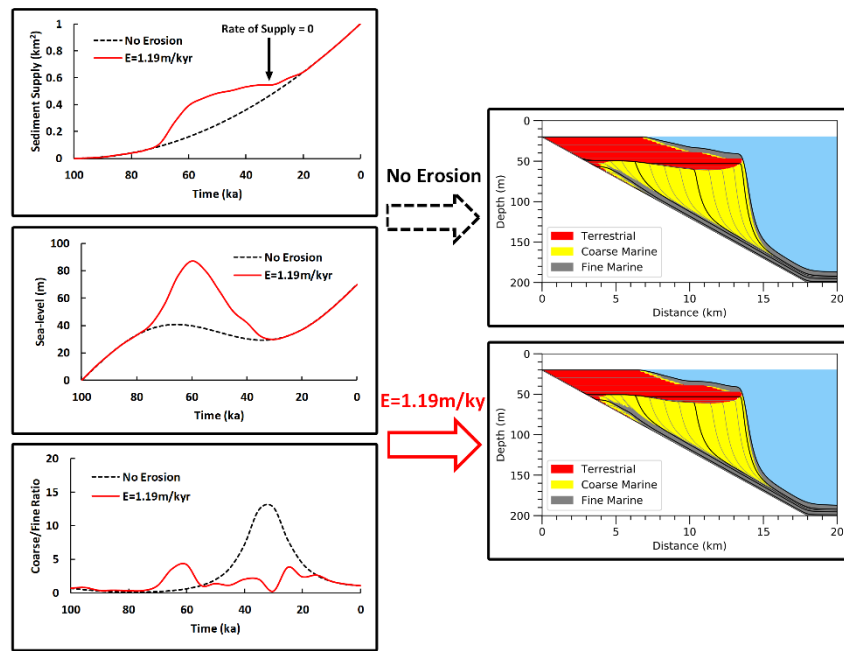 Sediment Supply (km²)
1
0.8
0.6
0.4
0.2
0
Rate of Supply = 0
No Erosion
E=1.19m/kyr
100 80 60 40 20 0
Time (ka)
Sea-level (m)
100
80
60
40
20
0
No Erosion
E=1.19m/kyr
100 80 60 40 20 0
Time (ka)
Coarse/Fine Ratio
20
15
10
5
0
No Erosion
E=1.19m/kyr
100 80 60 40 20 0
Time (ka)
No Erosion
E=1.19m/ky
Depth (m)
0
50
100
150
200
Terrestrial
Coarse Marine
Fine Marine
0 5 10 15 20
Distance (km)
Depth (m)
0
50
100
150
200
Terrestrial
Coarse Marine
Fine Marine
0 5 10 15 20
Distance (km)